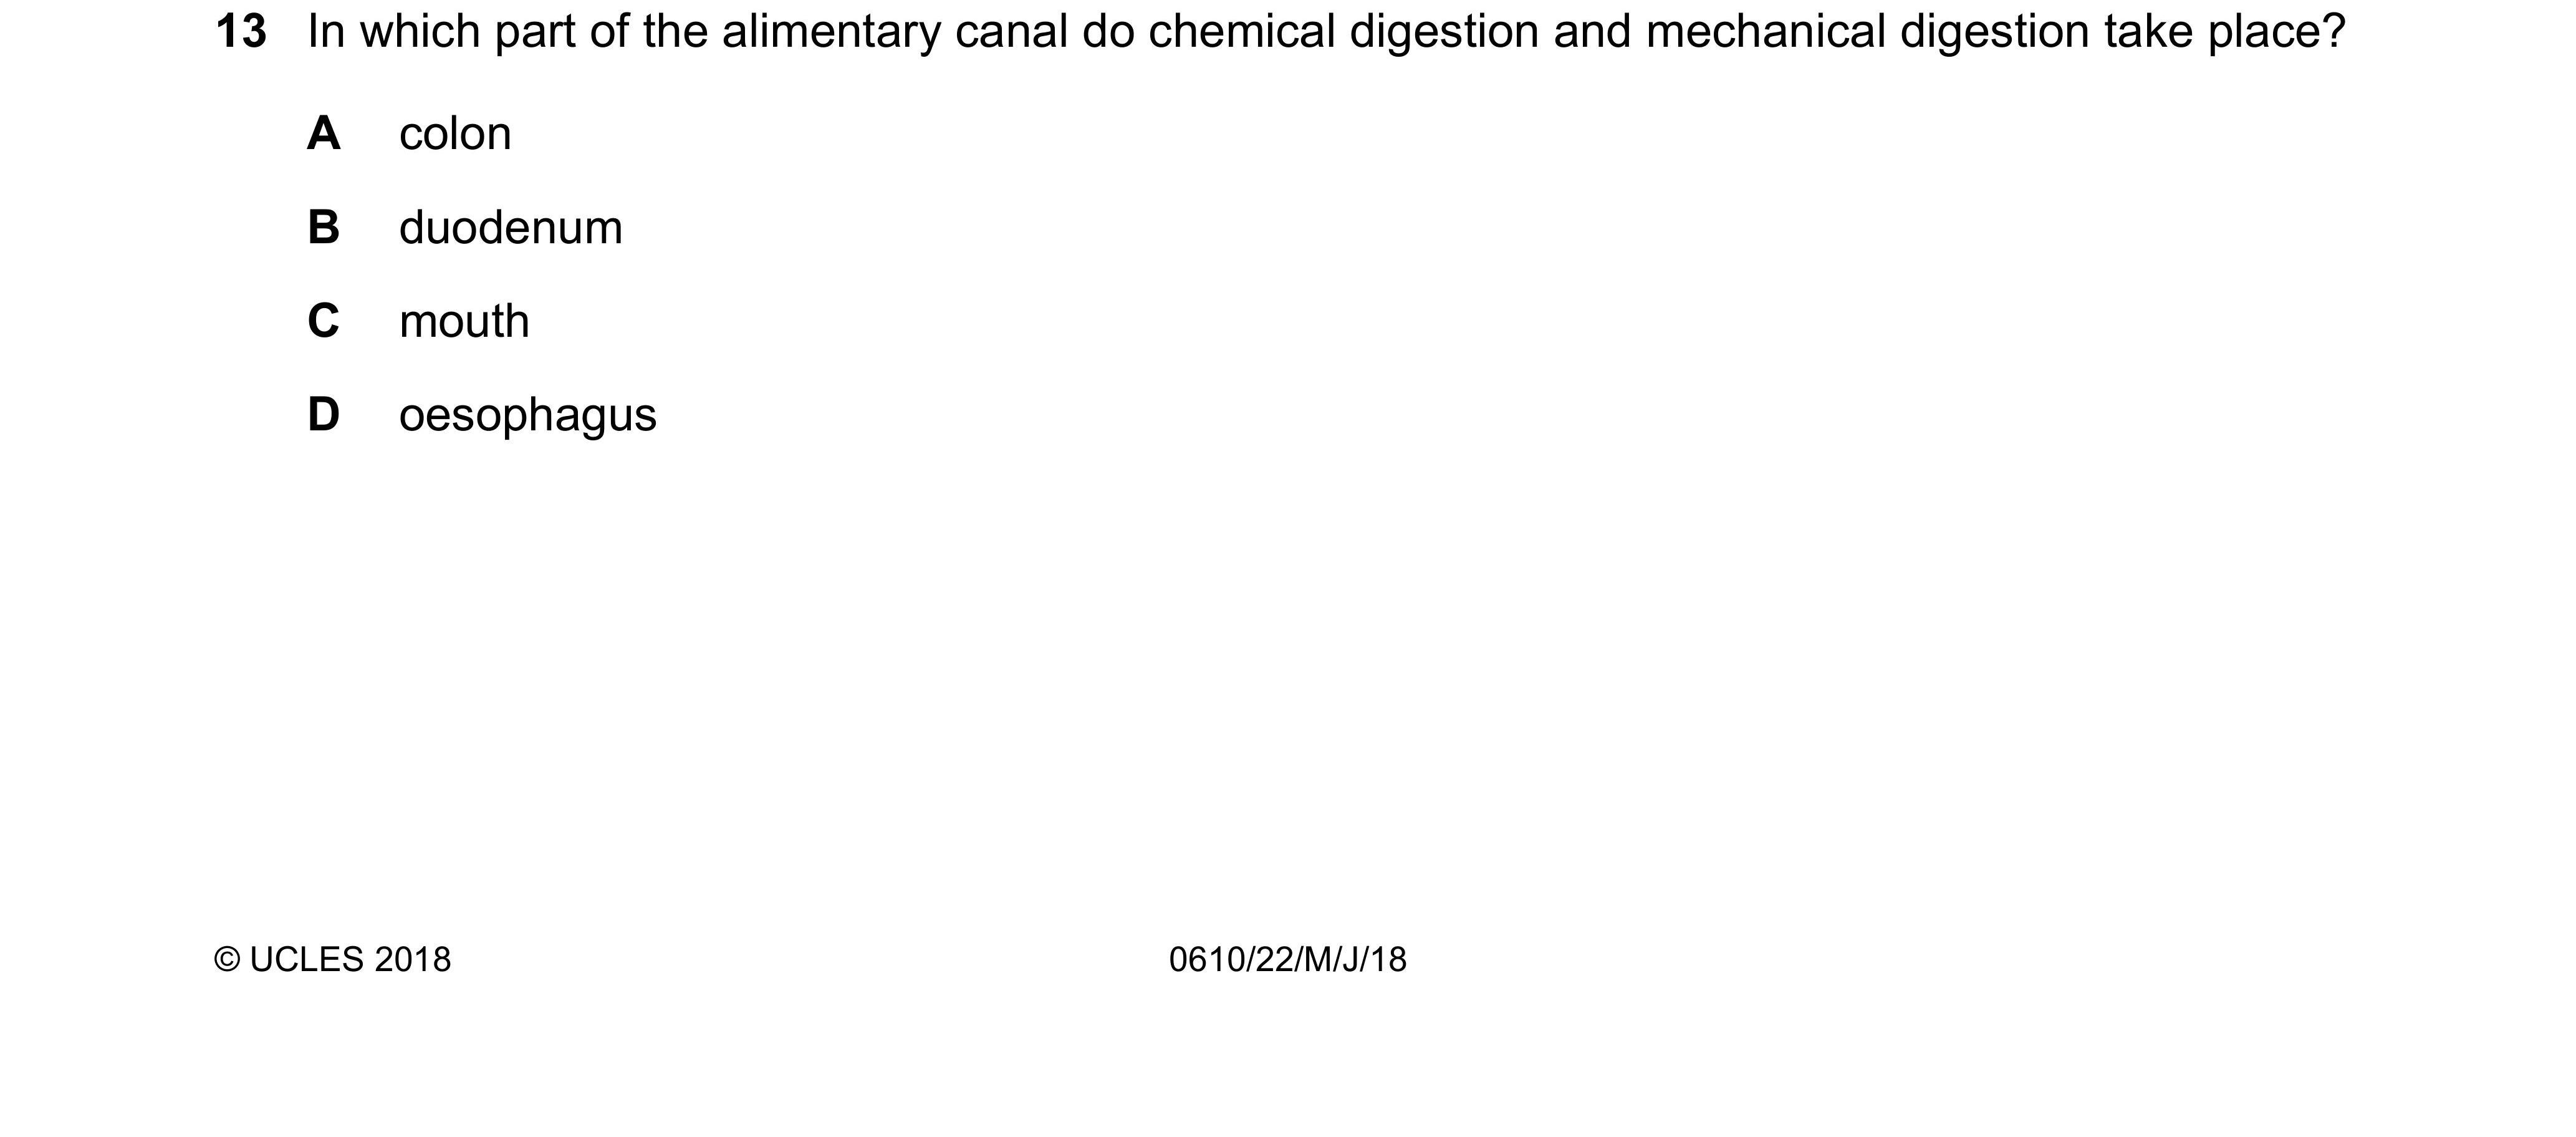 13 In which part of the alimentary canal do chemical digestion and mechanical digestion take place?
A colon
B duodenum
C mouth
D oesophagus
© UCLES 2018 0610/22/M/J/18